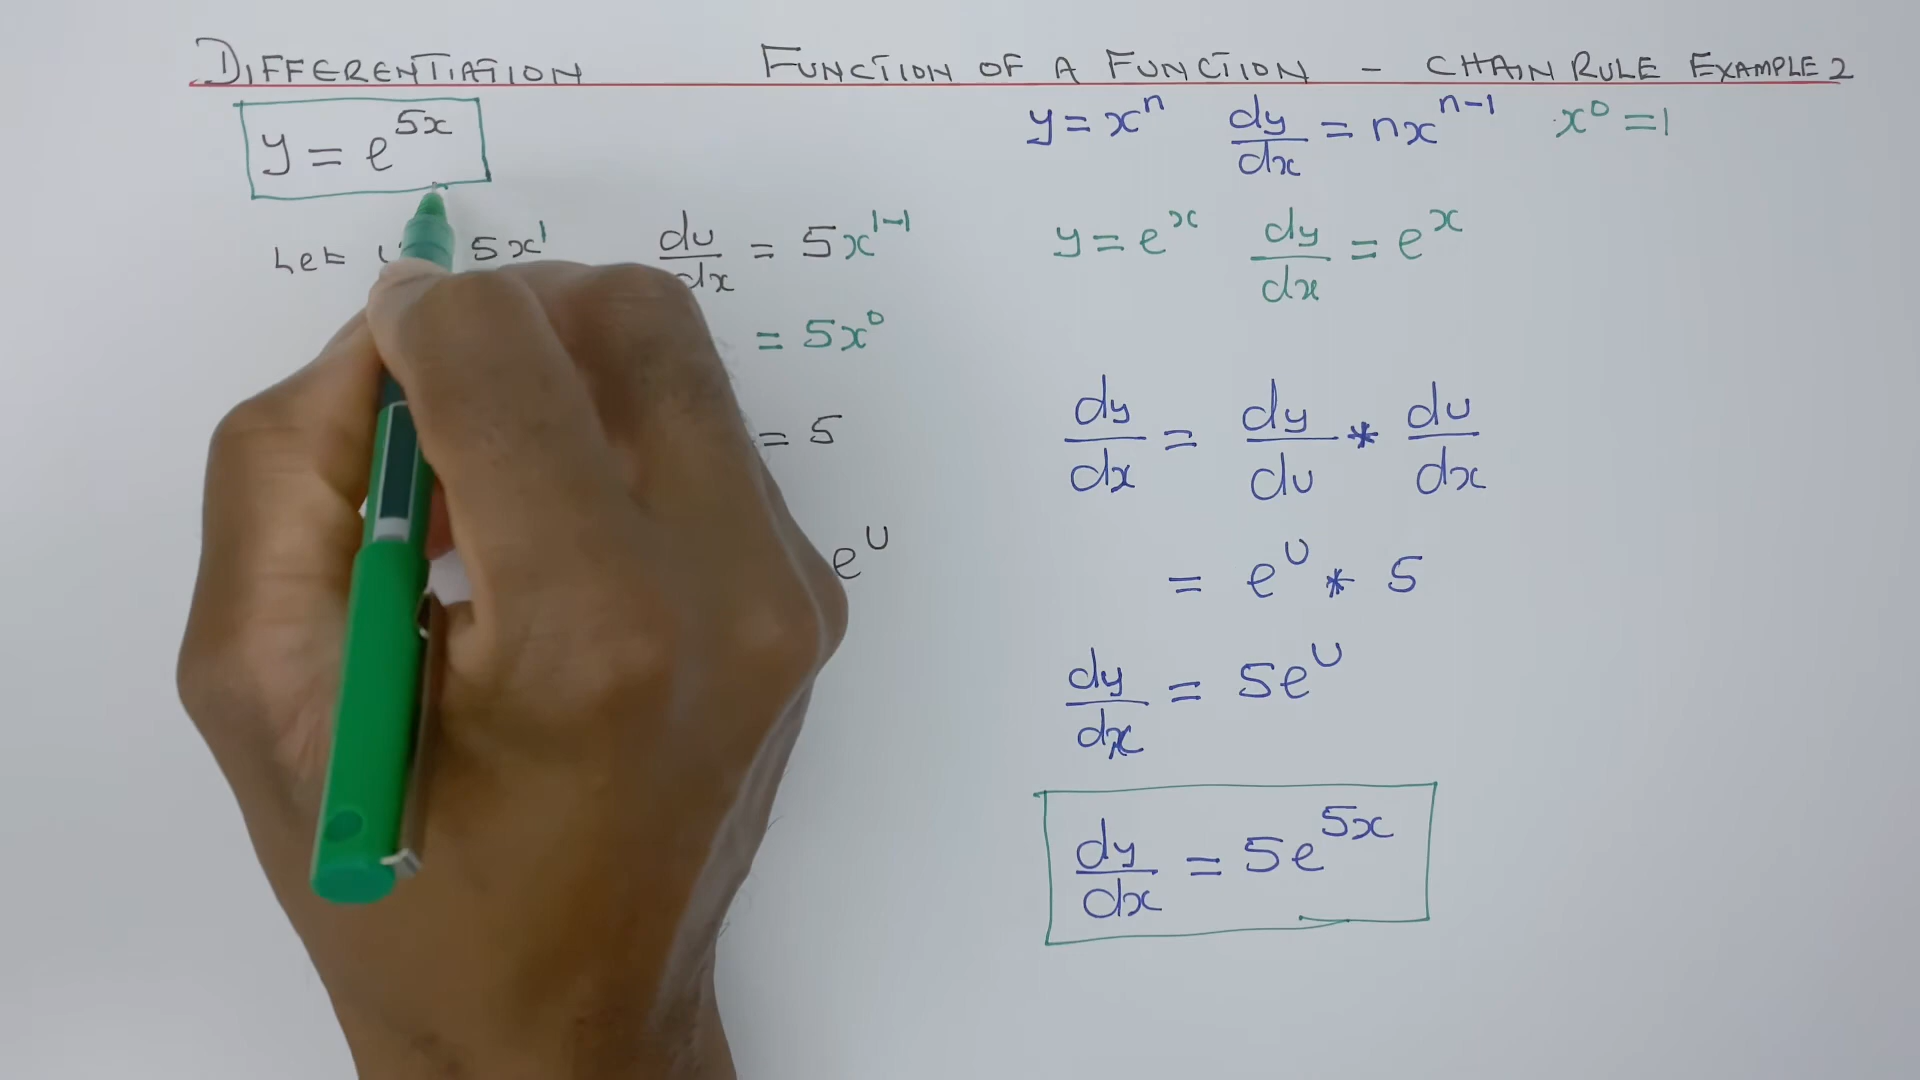 DIFFERENTIATION FUNCTION OF A FUNCTION - CHAIN RULE EXAMPLE 2
y = e^5x
y = x^n dy/dx = nx^n-1 x^0 = 1
Let 5x^1 du/dx = 5x^1-1
y = e^x dy/dx = e^x
= 5x^0
= 5
e^u
dy/dx = dy/du * du/dx
= e^u * 5
dy/dx = 5e^u
dy/dx = 5e^5x